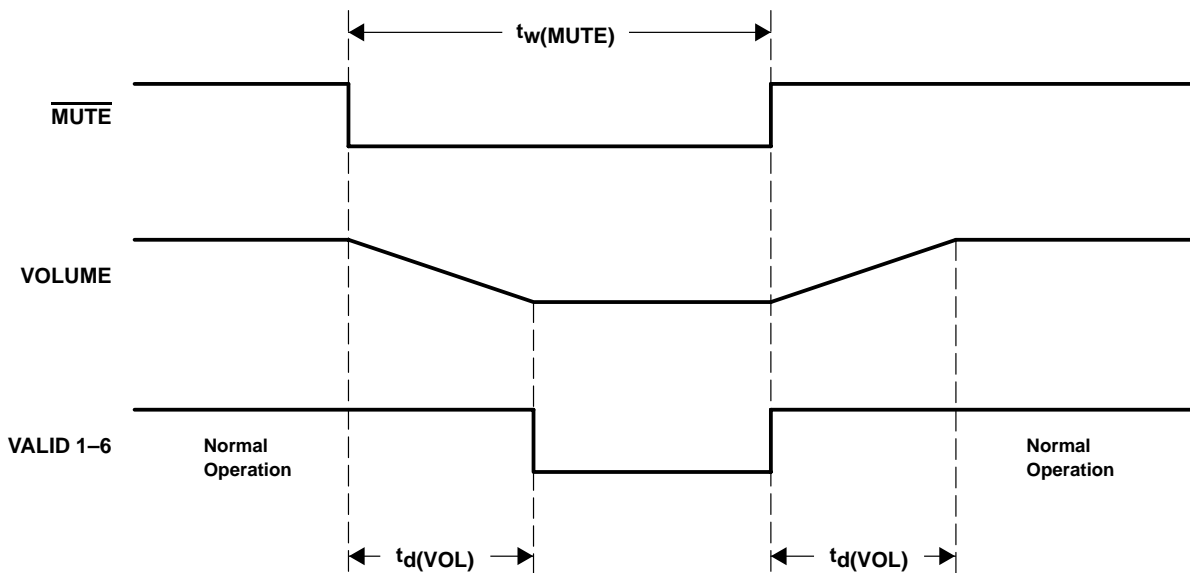 tw(MUTE)
MUTE
VOLUME
VALID 1–6
Normal
Operation
Normal
Operation
td(VOL)
td(VOL)